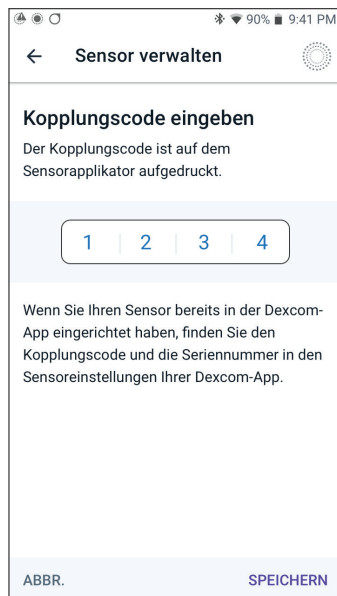 90% 9:41 PM
Sensor verwalten
Kopplungscode eingeben
Der Kopplungscode ist auf dem
Sensorapplikator aufgedruckt.
1 2 3 4
Wenn Sie Ihren Sensor bereits in der Dexcom-
App eingerichtet haben, finden Sie den
Kopplungscode und die Seriennummer in den
Sensoreinstellungen Ihrer Dexcom-App.
ABBR. SPEICHERN